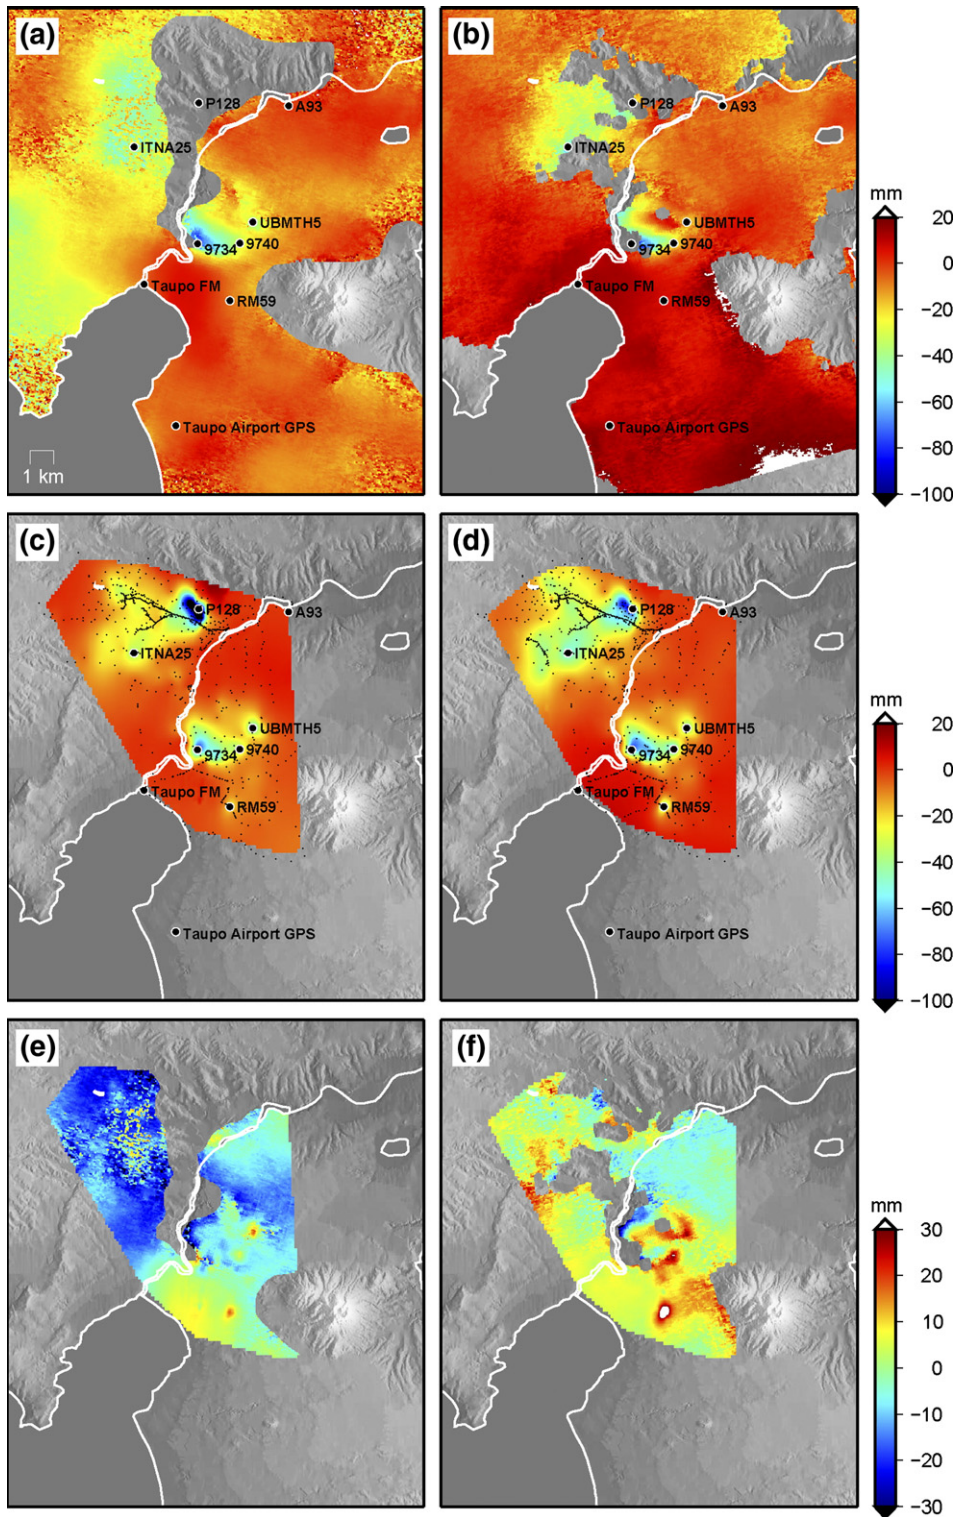 (a)
P128
A93
ITNA25
UBMTH5
9734
9740
Taupo FM
RM59
Taupo Airport GPS
1 km
(b)
P128
A93
ITNA25
UBMTH5
9734
9740
Taupo FM
RM59
Taupo Airport GPS
mm
20
0
−20
−40
−60
−80
−100
(c)
P128
A93
ITNA25
UBMTH5
9734
9740
Taupo FM
RM59
Taupo Airport GPS
(d)
P128
A93
ITNA25
UBMTH5
9734
9740
Taupo FM
RM59
Taupo Airport GPS
mm
20
0
−20
−40
−60
−80
−100
(e)
(f)
mm
30
20
10
0
−10
−20
−30